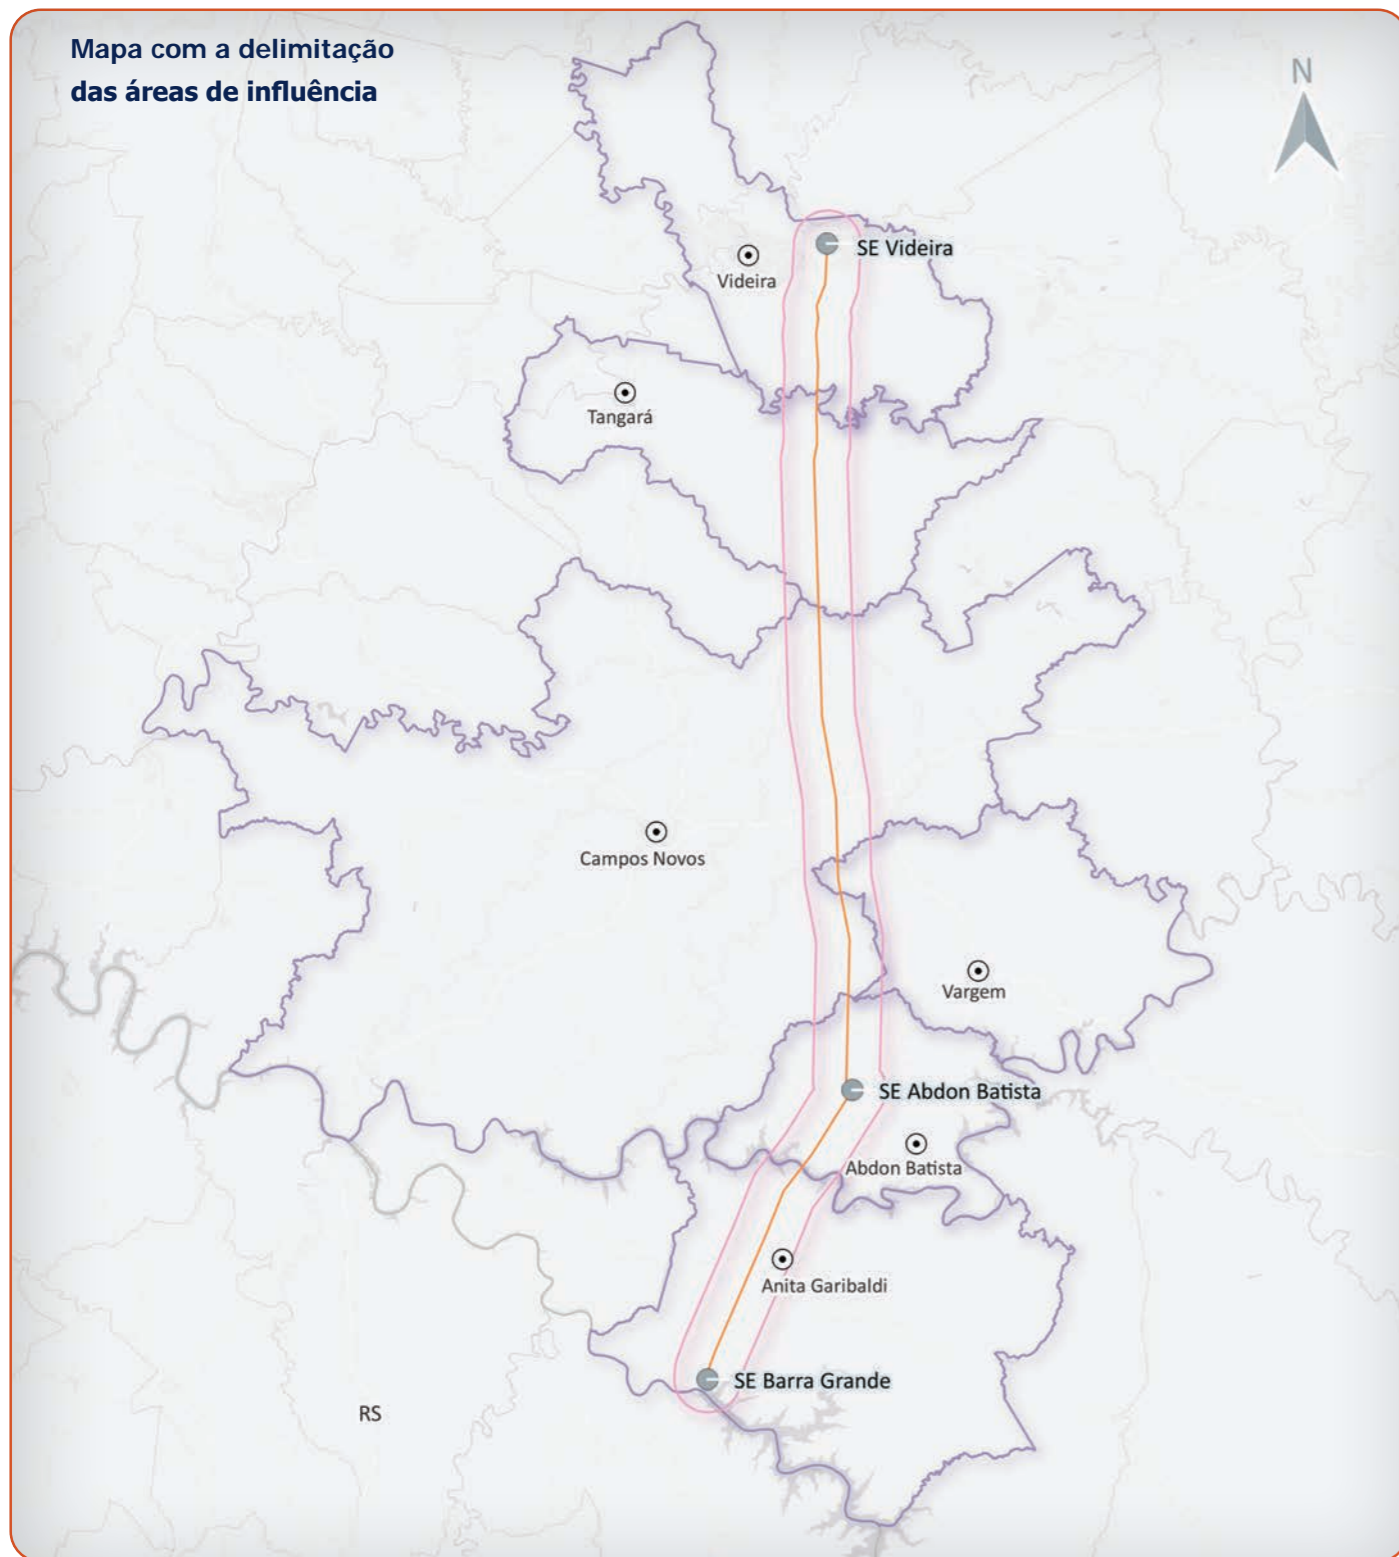 Mapa com a delimitação
das áreas de influência
N
SE Videira
Videira
Tangará
Campos Novos
Vargem
SE Abdon Batista
Abdon Batista
Anita Garibaldi
SE Barra Grande
RS